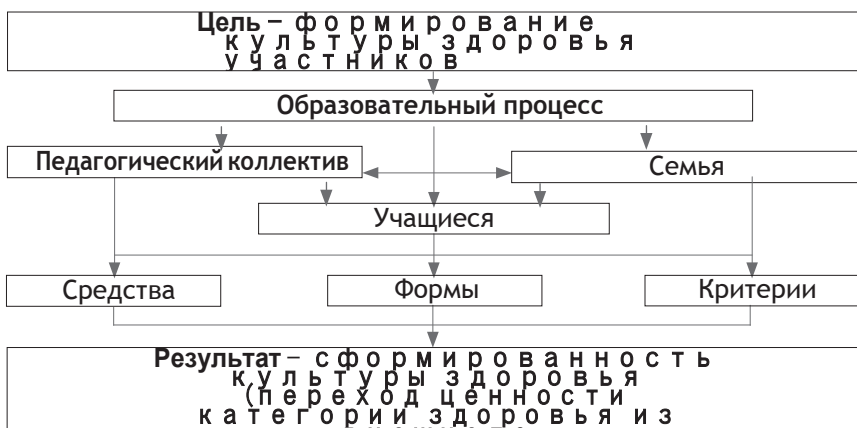 Цель – формирование
культуры здоровья
участников
Образовательный процесс
Педагогический коллектив
Семья
Учащиеся
Средства
Формы
Критерии
Результат – сформированность
культуры здоровья
(переход ценности
категории здоровья из